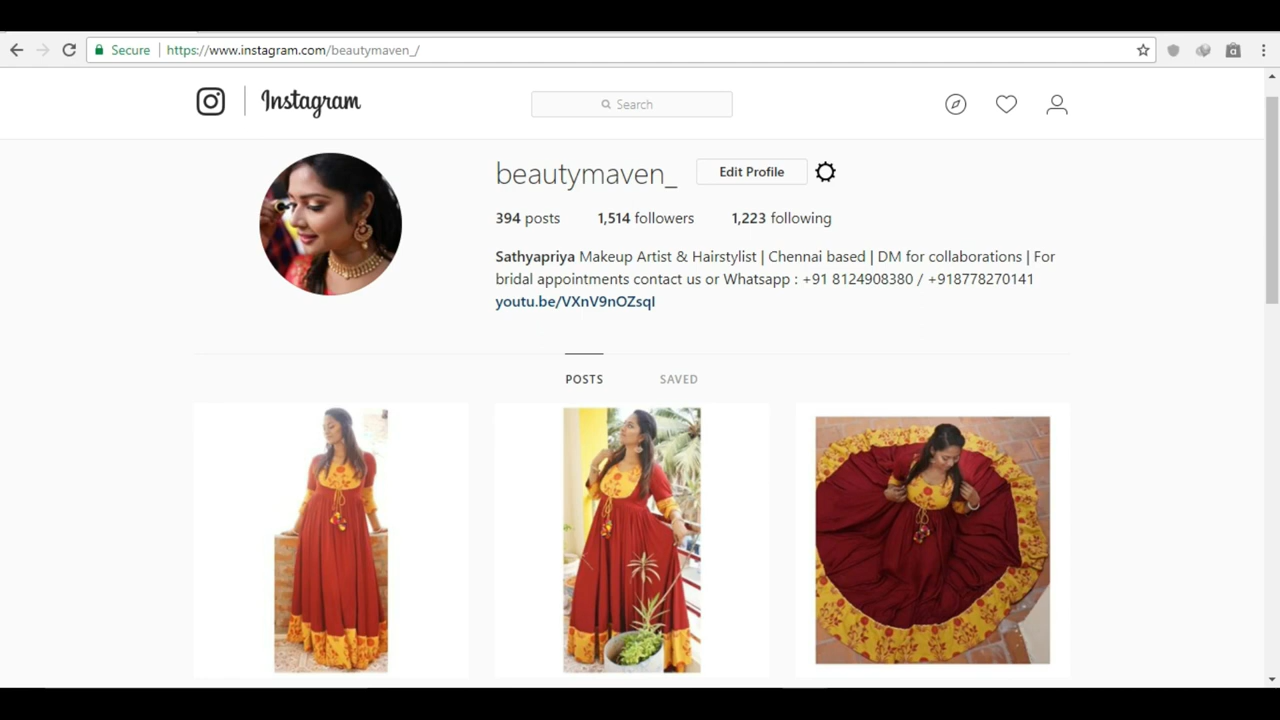 Secure https://www.instagram.com/beautymaven_/
Instagram
Search
beautymaven_ Edit Profile
394 posts 1,514 followers 1,223 following
Sathyapriya Makeup Artist & Hairstylist | Chennai based | DM for collaborations | For
bridal appointments contact us or Whatsapp : +91 8124908380 / +918778270141
youtu.be/VXnV9nOZsqI
POSTS SAVED